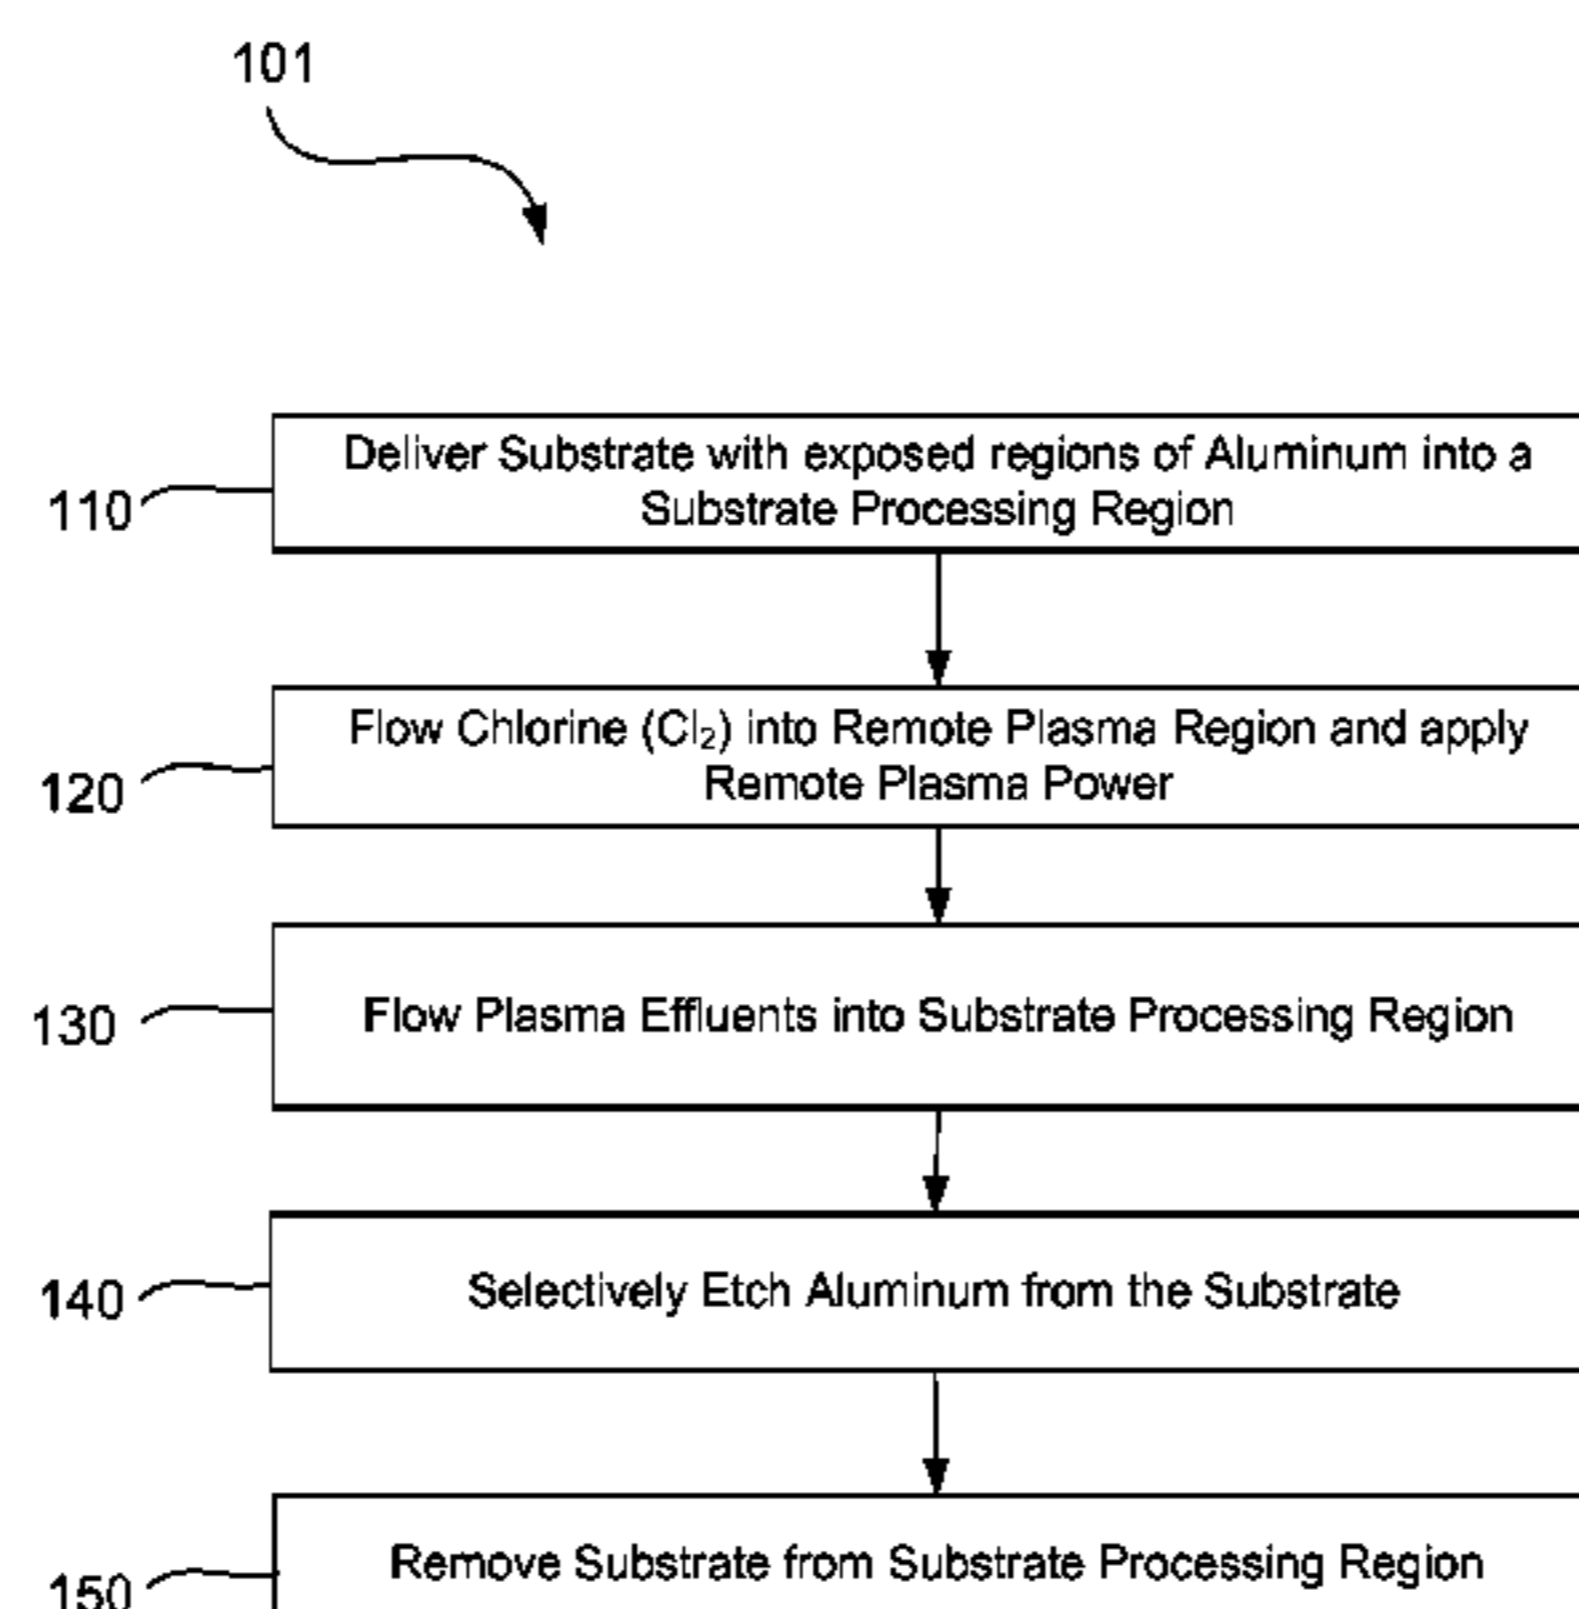 101
110
Deliver Substrate with exposed regions of Aluminum into a
Substrate Processing Region
120
Flow Chlorine (Cl₂) into Remote Plasma Region and apply
Remote Plasma Power
130
Flow Plasma Effluents into Substrate Processing Region
140
Selectively Etch Aluminum from the Substrate
150
Remove Substrate from Substrate Processing Region